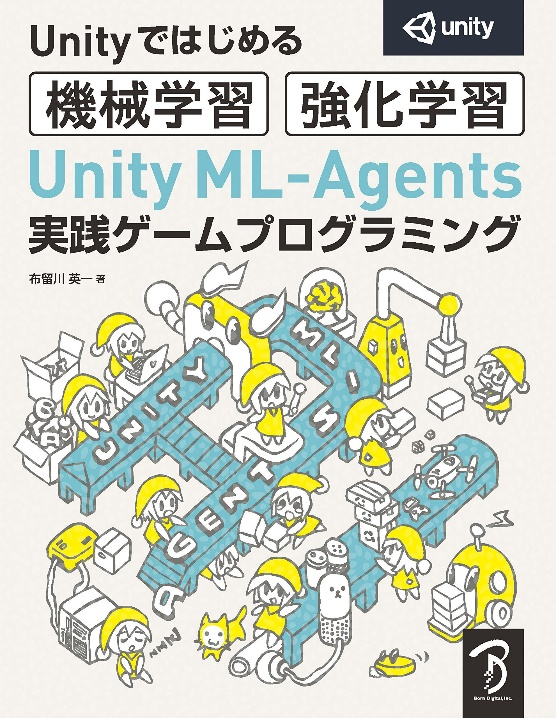 Unityではじめる
unity
機械学習 強化学習
Unity ML-Agents
実践ゲームプログラミング
布留川 英一 著
UNITY
ML-
AGENTS
Born Digital, Inc.